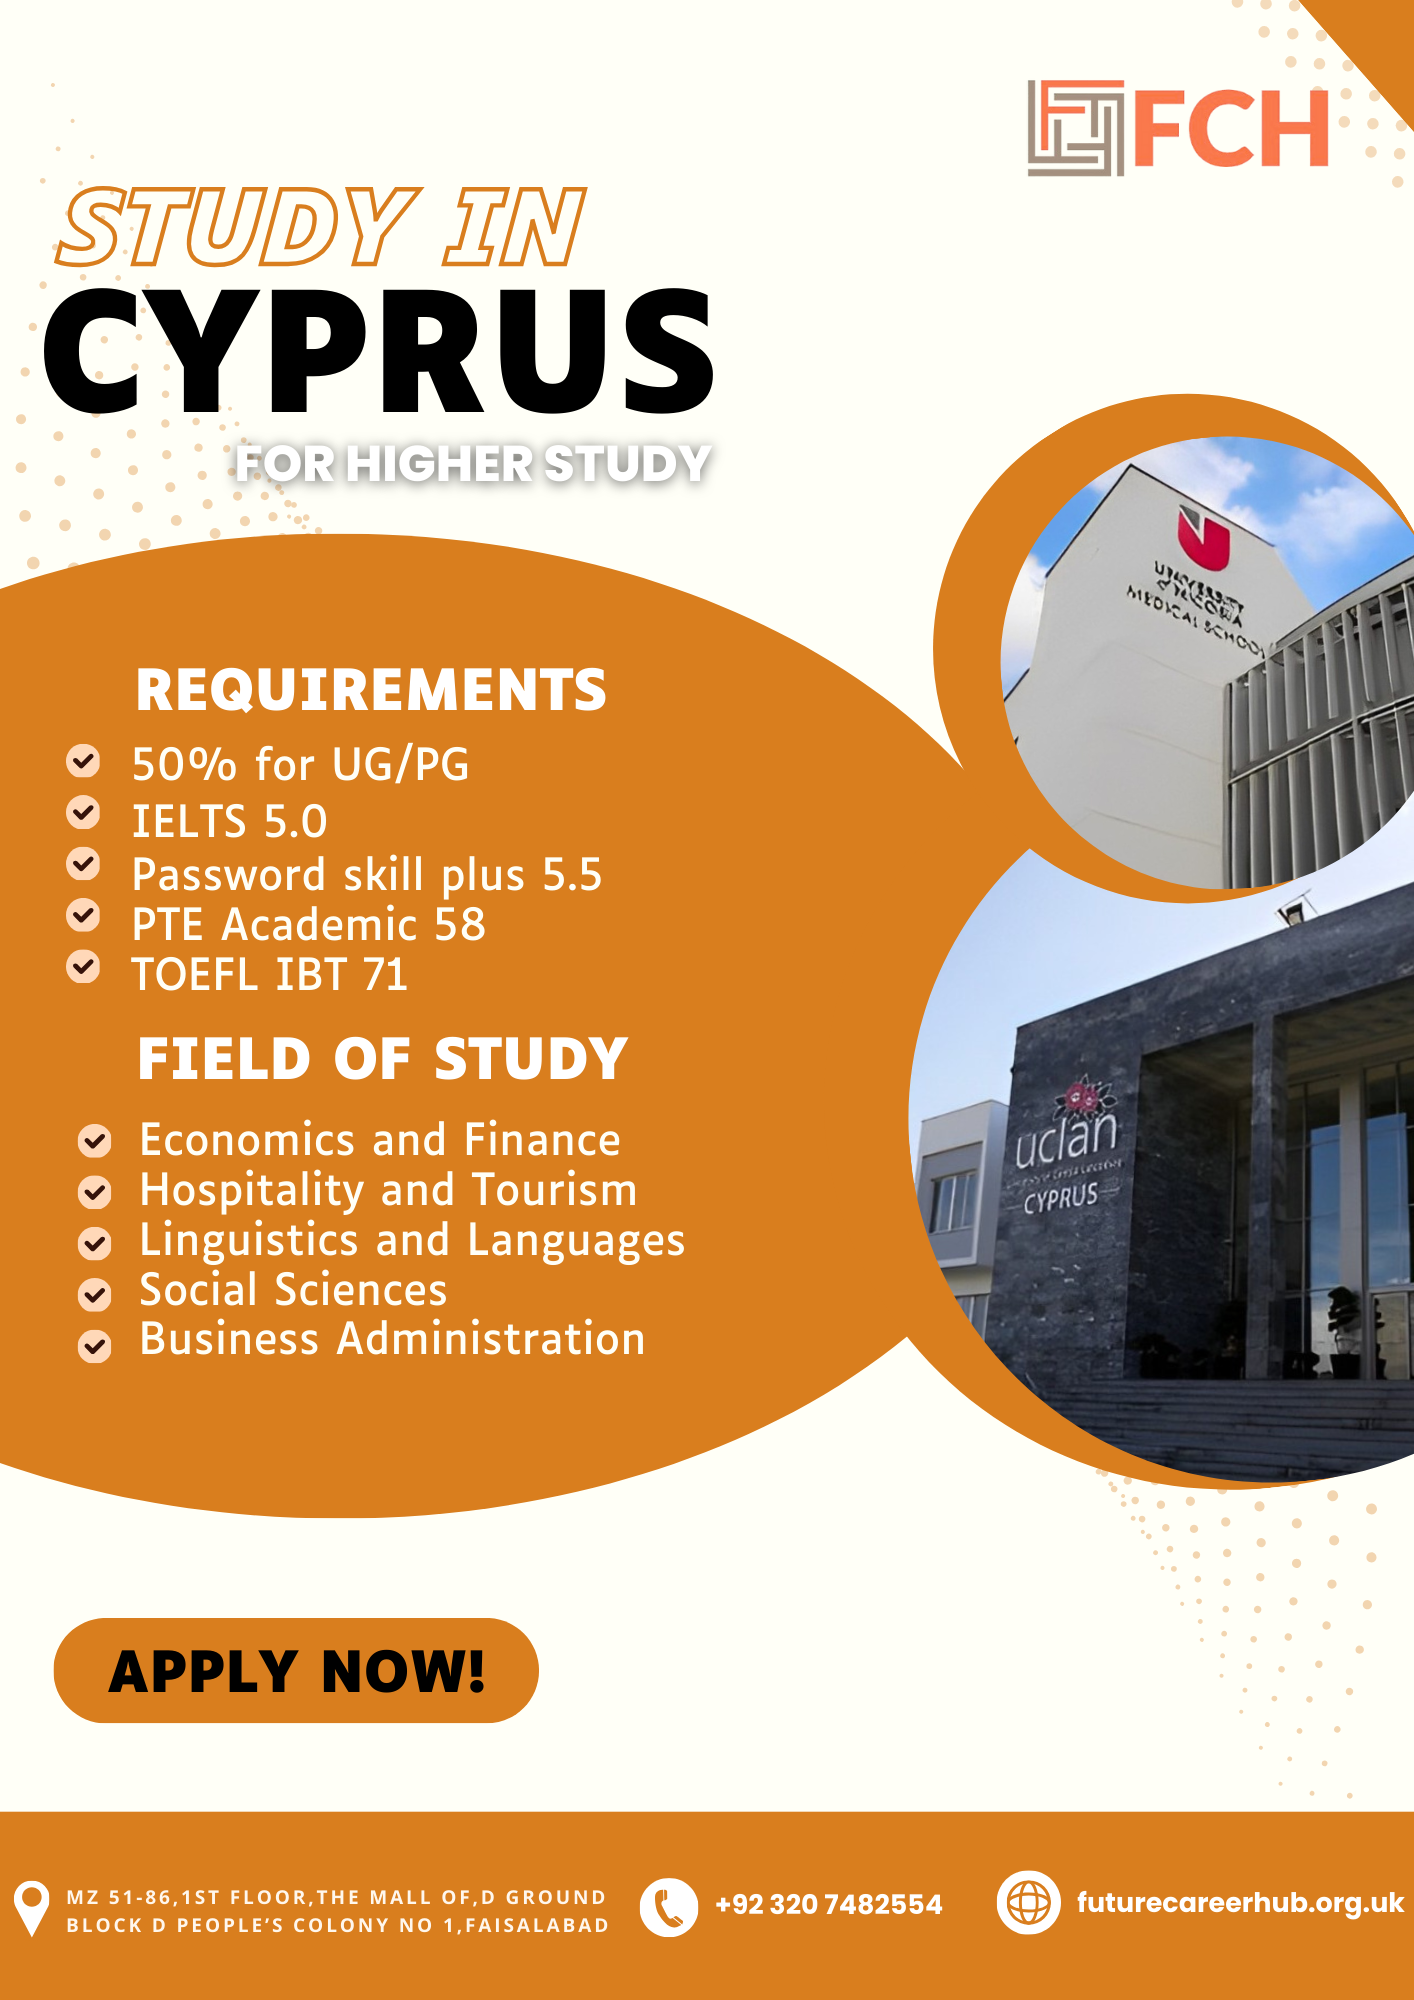 FCH
STUDY IN
CYPRUS
FOR HIGHER STUDY
REQUIREMENTS
50% for UG/PG
IELTS 5.0
Password skill plus 5.5
PTE Academic 58
TOEFL IBT 71
FIELD OF STUDY
Economics and Finance
Hospitality and Tourism
Linguistics and Languages
Social Sciences
Business Administration
UNIVERSITY
MEDICAL SCHOOL
uclan
CYPRUS
APPLY NOW!
MZ 51-86,1ST FLOOR,THE MALL OF,D GROUND
BLOCK D PEOPLE'S COLONY NO 1,FAISALABAD
+92 320 7482554
futurecareerhub.org.uk